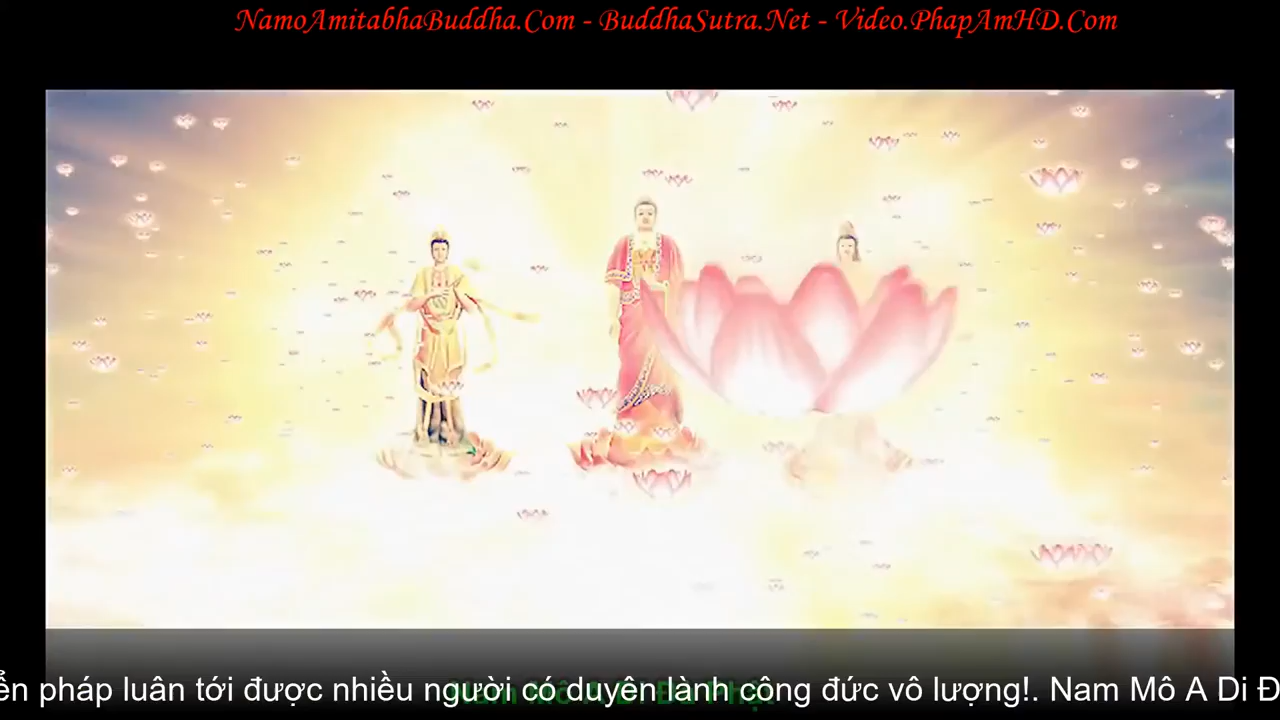 NamoAmitabhaBuddha.Com - BuddhaSutra.Net - Video.PhapAmHD.Com
ển pháp luân tới được nhiều người có duyên lành công đức vô lượng!. Nam Mô A Di Đ